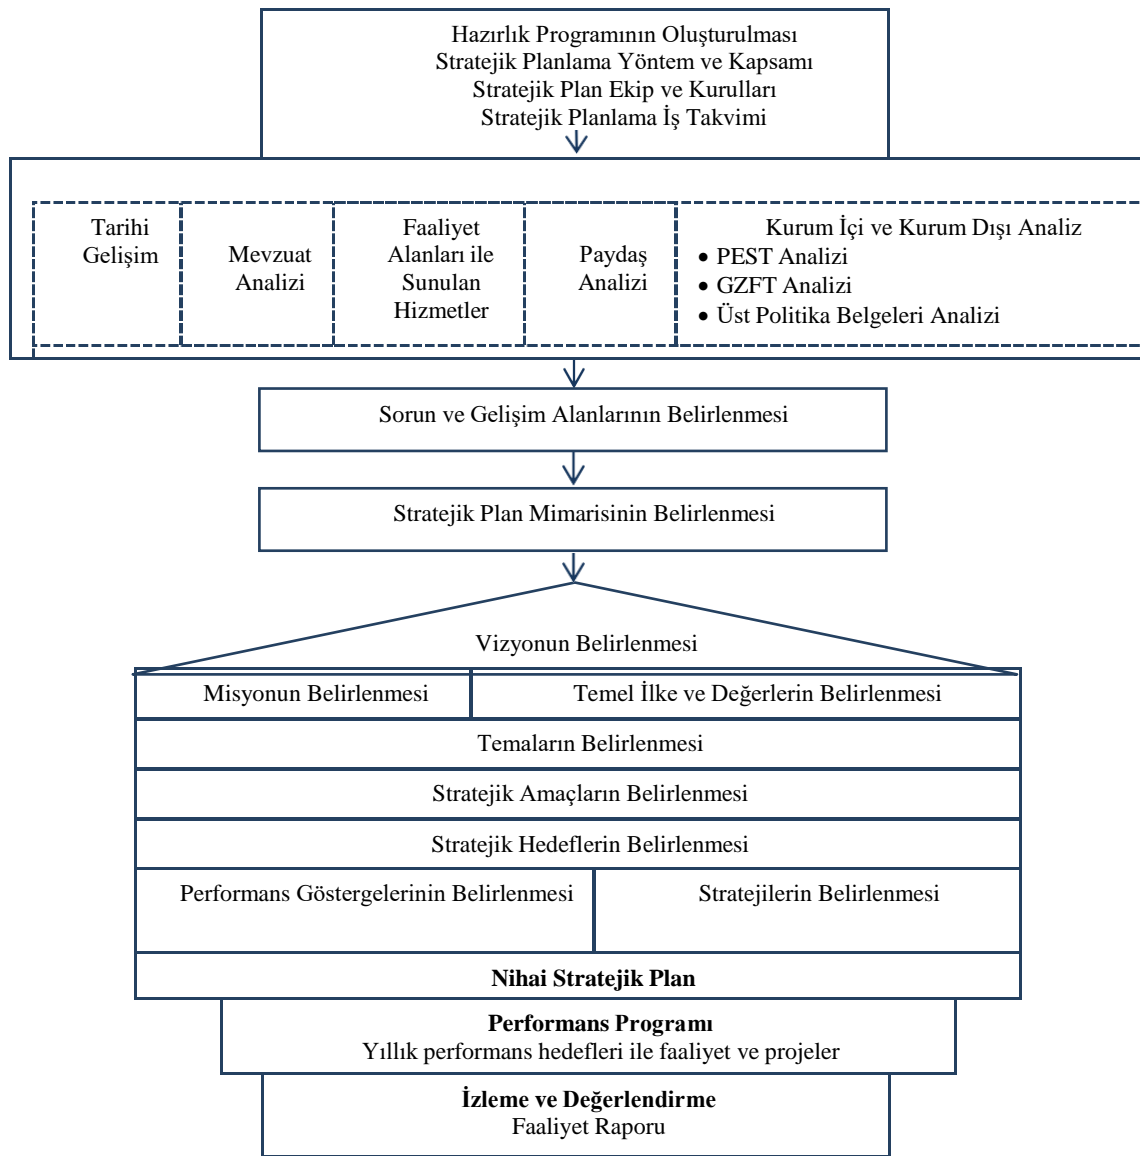 Hazırlık Programının Oluşturulması
Stratejik Planlama Yöntem ve Kapsamı
Stratejik Plan Ekip ve Kurulları
Stratejik Planlama İş Takvimi
Tarihi
Gelişim
Mevzuat
Analizi
Faaliyet
Alanları ile
Sunulan
Hizmetler
Paydaş
Analizi
Kurum İçi ve Kurum Dışı Analiz
• PEST Analizi
• GZFT Analizi
• Üst Politika Belgeleri Analizi
Sorun ve Gelişim Alanlarının Belirlenmesi
Stratejik Plan Mimarisinin Belirlenmesi
Vizyonun Belirlenmesi
Misyonun Belirlenmesi
Temel İlke ve Değerlerin Belirlenmesi
Temaların Belirlenmesi
Stratejik Amaçların Belirlenmesi
Stratejik Hedeflerin Belirlenmesi
Performans Göstergelerinin Belirlenmesi
Stratejilerin Belirlenmesi
Nihai Stratejik Plan
Performans Programı
Yıllık performans hedefleri ile faaliyet ve projeler
İzleme ve Değerlendirme
Faaliyet Raporu